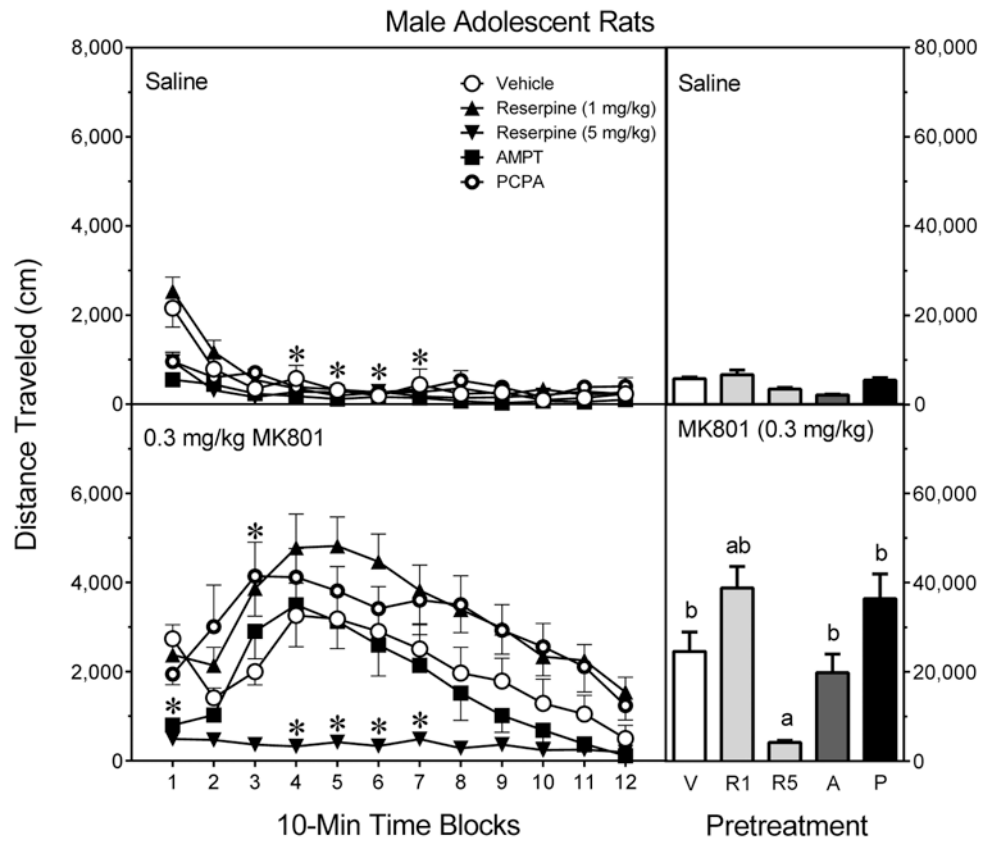 Male Adolescent Rats
8,000
6,000
4,000
2,000
0
Saline
Vehicle
Reserpine (1 mg/kg)
Reserpine (5 mg/kg)
AMPT
PCPA
* * * *
Saline
80,000
60,000
40,000
20,000
0
Distance Traveled (cm)
6,000
4,000
2,000
0
0.3 mg/kg MK801
*
* * * * *
MK801 (0.3 mg/kg)
b ab a b b
60,000
40,000
20,000
0
1 2 3 4 5 6 7 8 9 10 11 12
V R1 R5 A P
10-Min Time Blocks
Pretreatment